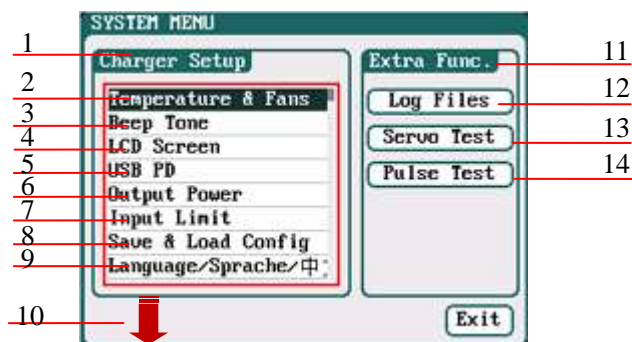 SYSTEM MENU
1 Charger Setup
2 Temperature & Fans
3 Beep Tone
4 LCD Screen
5 USB PD
6 Output Power
7 Input Limit
8 Save & Load Config
9 Language/Sprache/中
10
Extra Func. 11
Log Files 12
Servo Test 13
Pulse Test 14
Exit